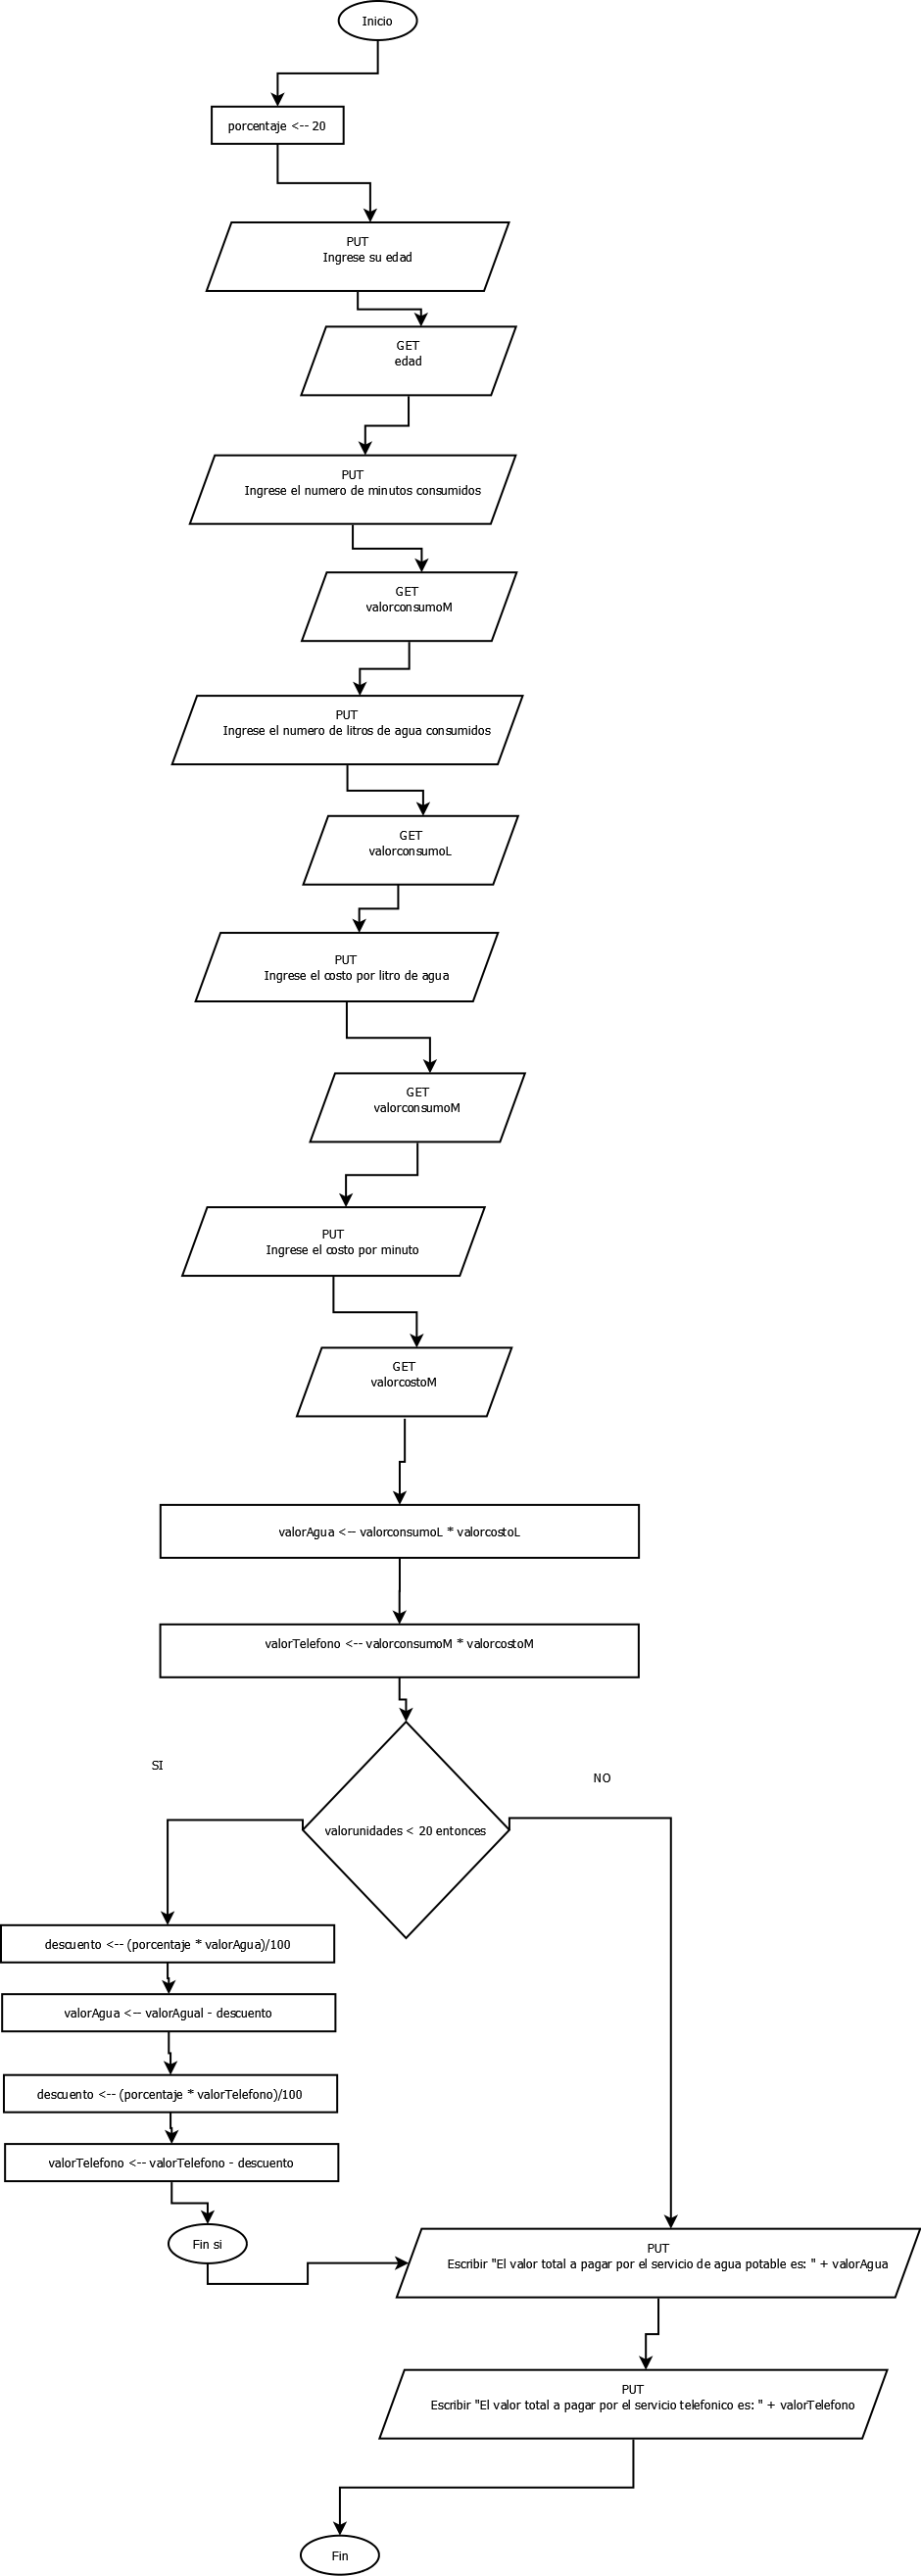 Inicio
porcentaje <-- 20
PUT
Ingrese su edad
GET
edad
PUT
Ingrese el numero de minutos consumidos
GET
valorconsumoM
PUT
Ingrese el numero de litros de agua consumidos
GET
valorconsumoL
PUT
Ingrese el costo por litro de agua
GET
valorconsumoM
PUT
Ingrese el costo por minuto
GET
valorcostoM
valorAgua <-- valorconsumoL * valorcostoL
valorTelefono <-- valorconsumoM * valorcostoM
SI
NO
valorunidades < 20 entonces
descuento <-- (porcentaje * valorAgua)/100
valorAgua <-- valorAgual - descuento
descuento <-- (porcentaje * valorTelefono)/100
valorTelefono <-- valorTelefono - descuento
Fin si
PUT
Escribir "El valor total a pagar por el servicio de agua potable es: " + valorAgua
PUT
Escribir "El valor total a pagar por el servicio telefonico es: " + valorTelefono
Fin